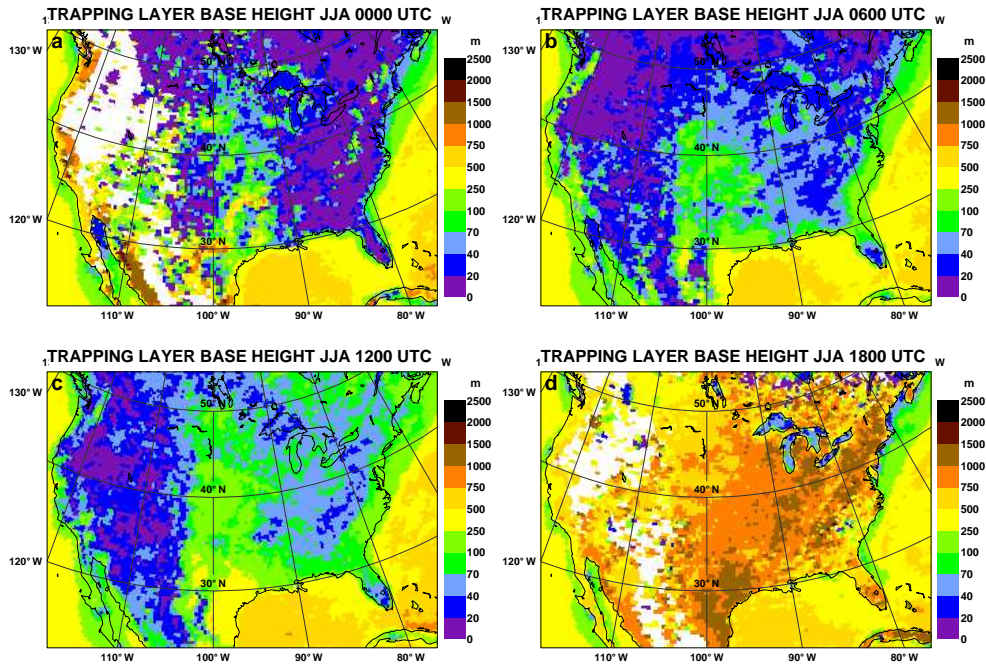 TRAPPING LAYER BASE HEIGHT JJA 0000 UTC
1 W
a
130° W
120° W
50° N
40° N
30° N
110° W 100° W 90° W 80° W
m
2500
2000
1500
1000
750
500
250
100
70
40
20
0
TRAPPING LAYER BASE HEIGHT JJA 0600 UTC
1 W
b
130° W
120° W
50° N
40° N
30° N
110° W 100° W 90° W 80° W
m
2500
2000
1500
1000
750
500
250
100
70
40
20
0
TRAPPING LAYER BASE HEIGHT JJA 1200 UTC
1 W
c
130° W
120° W
50° N
40° N
30° N
110° W 100° W 90° W 80° W
m
2500
2000
1500
1000
750
500
250
100
70
40
20
0
TRAPPING LAYER BASE HEIGHT JJA 1800 UTC
1 W
d
130° W
120° W
50° N
40° N
30° N
110° W 100° W 90° W 80° W
m
2500
2000
1500
1000
750
500
250
100
70
40
20
0